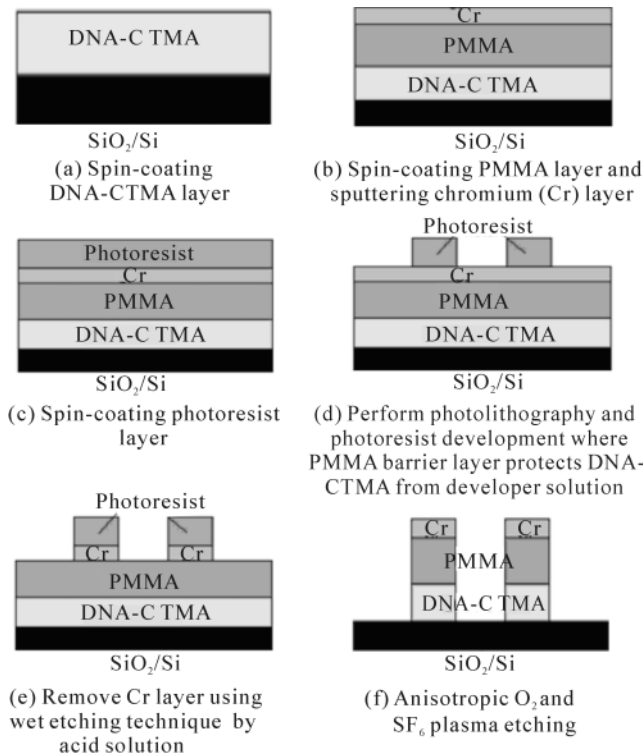 DNA-C TMA
SiO₂/Si
(a) Spin-coating
DNA-CTMA layer
Cr
PMMA
DNA-C TMA
SiO₂/Si
(b) Spin-coating PMMA layer and
sputtering chromium (Cr) layer
Photoresist
Cr
PMMA
DNA-C TMA
SiO₂/Si
(c) Spin-coating photoresist
layer
Photoresist
Cr
PMMA
DNA-C TMA
SiO₂/Si
(d) Perform photolithography and
photoresist development where
PMMA barrier layer protects DNA-
CTMA from developer solution
Photoresist
Cr Cr
PMMA
DNA-C TMA
SiO₂/Si
(e) Remove Cr layer using
wet etching technique by
acid solution
Cr Cr
PMMA
DNA-C TMA
SiO₂/Si
(f) Anisotropic O₂ and
SF₆ plasma etching